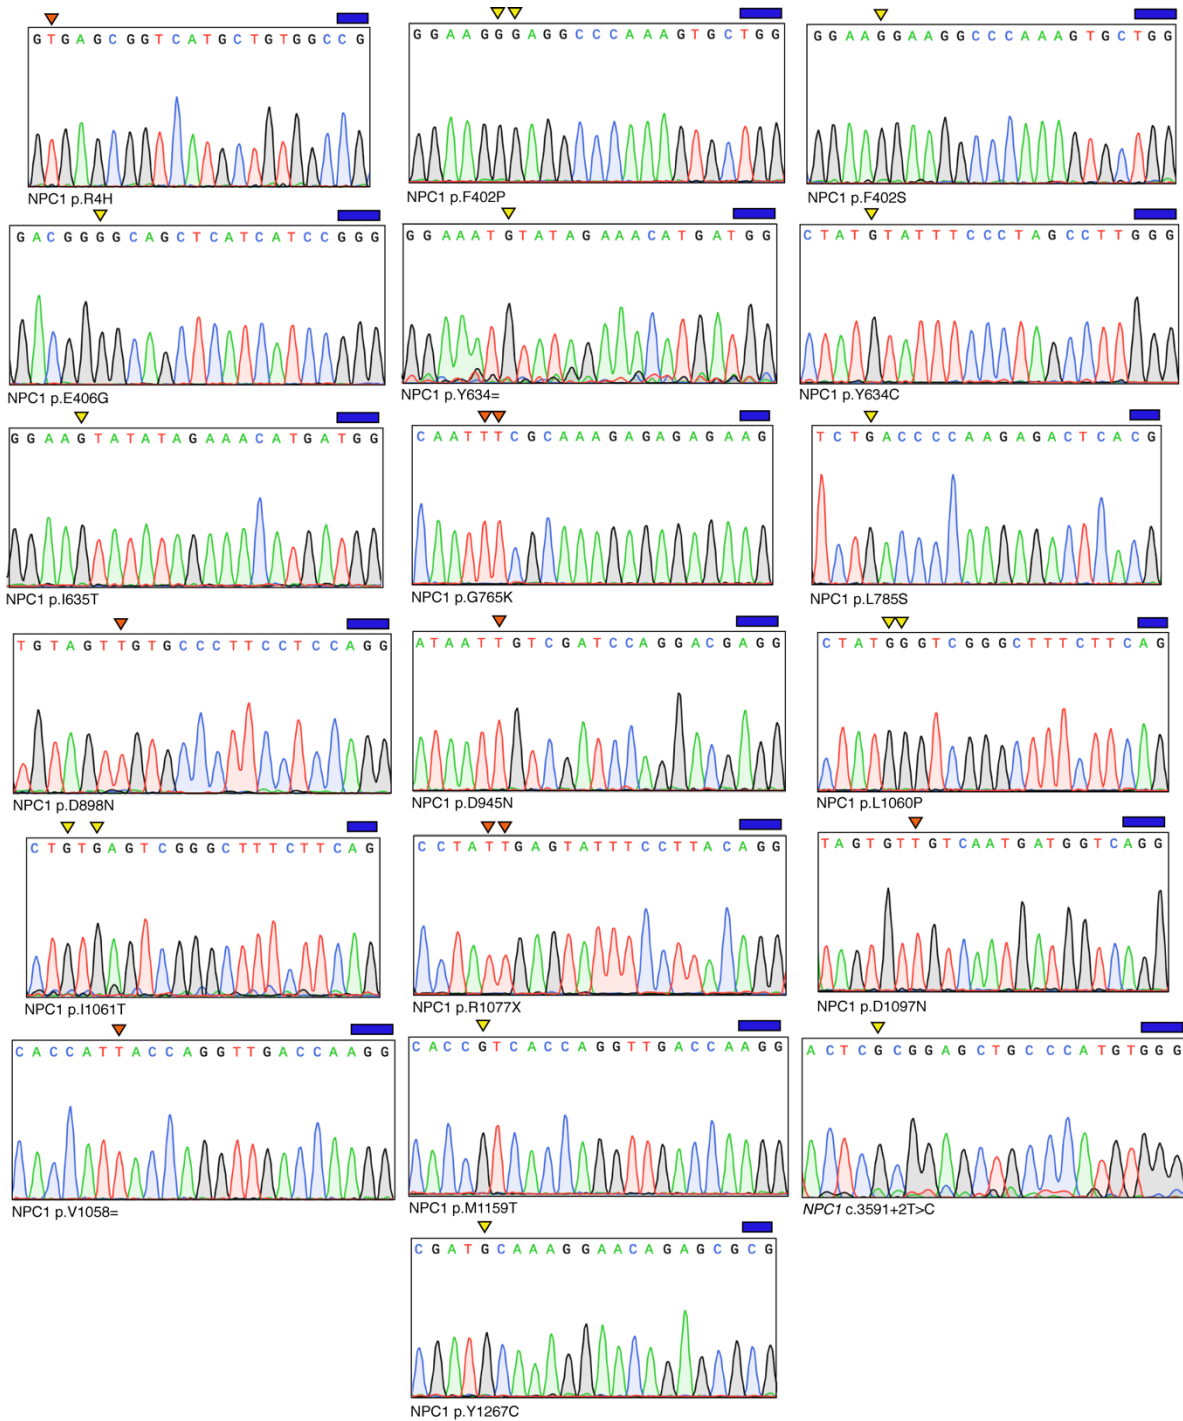 G T G A G C G G T C A T G C T G T G G C C G
NPC1 p.R4H
G G A A G G G A G G C C C A A A G T G C T G G
NPC1 p.F402P
G G A A G G A A G G C C C A A A G T G C T G G
NPC1 p.F402S
G A C G G G G C A G C T C A T C A T C C G G G
NPC1 p.E406G
G G A A A T G T A T A G A A A C A T G A T G G
NPC1 p.Y634=
C T A T G T A T T T C C C T A G C C T T G G G
NPC1 p.Y634C
G G A A G T A T A T A G A A A C A T G A T G G
NPC1 p.I635T
C A A T T T C G C A A A G A G A G A G A A G
NPC1 p.G765K
T C T G A C C C C A A G A G A C T C A C G
NPC1 p.L785S
T G T A G T T G T G C C C T T C C T C C A G G
NPC1 p.D898N
A T A A T T G T C G A T C C A G G A C G A G G
NPC1 p.D945N
C T A T G G G T C G G G C T T T C T T C A G
NPC1 p.L1060P
C T G T G A G T C G G G C T T T C T T C A G
NPC1 p.I1061T
C C T A T T G A G T A T T T C C T T A C A G G
NPC1 p.R1077X
T A G T G T T G T C A A T G A T G G T C A G G
NPC1 p.D1097N
C A C C A T T A C C A G G T T G A C C A A G G
NPC1 p.V1058=
C A C C G T C A C C A G G T T G A C C A A G G
NPC1 p.M1159T
A C T C G C G G A G C T G C C C A T G T G G G
NPC1 c.3591+2T>C
C G A T G C A A A G G A A C A G A G C G C G
NPC1 p.Y1267C